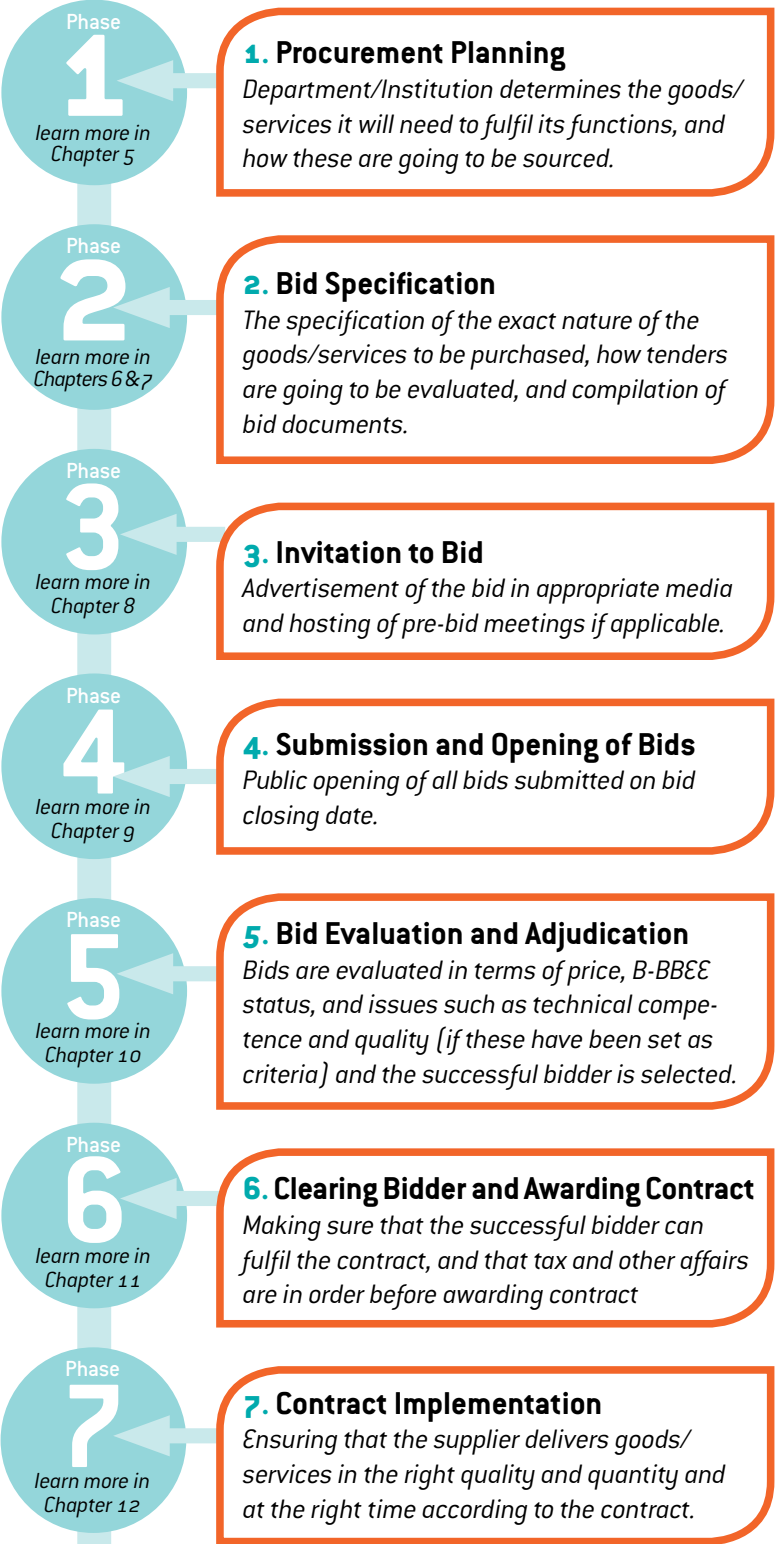 Phase
1
learn more in
Chapter 5
1. Procurement Planning
Department/Institution determines the goods/
services it will need to fulfil its functions, and
how these are going to be sourced.
Phase
2
learn more in
Chapters 6 & 7
2. Bid Specification
The specification of the exact nature of the
goods/services to be purchased, how tenders
are going to be evaluated, and compilation of
bid documents.
Phase
3
learn more in
Chapter 8
3. Invitation to Bid
Advertisement of the bid in appropriate media
and hosting of pre-bid meetings if applicable.
Phase
4
learn more in
Chapter 9
4. Submission and Opening of Bids
Public opening of all bids submitted on bid
closing date.
Phase
5
learn more in
Chapter 10
5. Bid Evaluation and Adjudication
Bids are evaluated in terms of price, B-BBEE
status, and issues such as technical compe-
tence and quality (if these have been set as
criteria) and the successful bidder is selected.
Phase
6
learn more in
Chapter 11
6. Clearing Bidder and Awarding Contract
Making sure that the successful bidder can
fulfil the contract, and that tax and other affairs
are in order before awarding contract
Phase
7
learn more in
Chapter 12
7. Contract Implementation
Ensuring that the supplier delivers goods/
services in the right quality and quantity and
at the right time according to the contract.